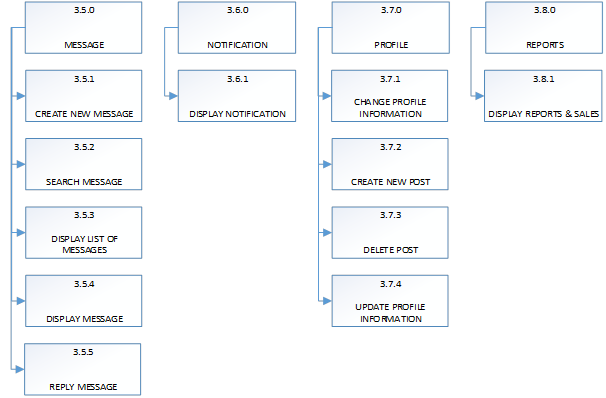 3.5.0
MESSAGE
3.5.1
CREATE NEW MESSAGE
3.5.2
SEARCH MESSAGE
3.5.3
DISPLAY LIST OF
MESSAGES
3.5.4
DISPLAY MESSAGE
3.5.5
REPLY MESSAGE
3.6.0
NOTIFICATION
3.6.1
DISPLAY NOTIFICATION
3.7.0
PROFILE
3.7.1
CHANGE PROFILE
INFORMATION
3.7.2
CREATE NEW POST
3.7.3
DELETE POST
3.7.4
UPDATE PROFILE
INFORMATION
3.8.0
REPORTS
3.8.1
DISPLAY REPORTS & SALES